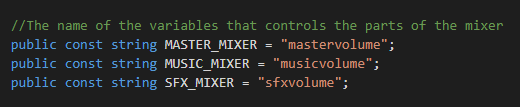 //The name of the variables that controls the parts of the mixer
public const string MASTER_MIXER = "mastervolume";
public const string MUSIC_MIXER = "musicvolume";
public const string SFX_MIXER = "sfxvolume";